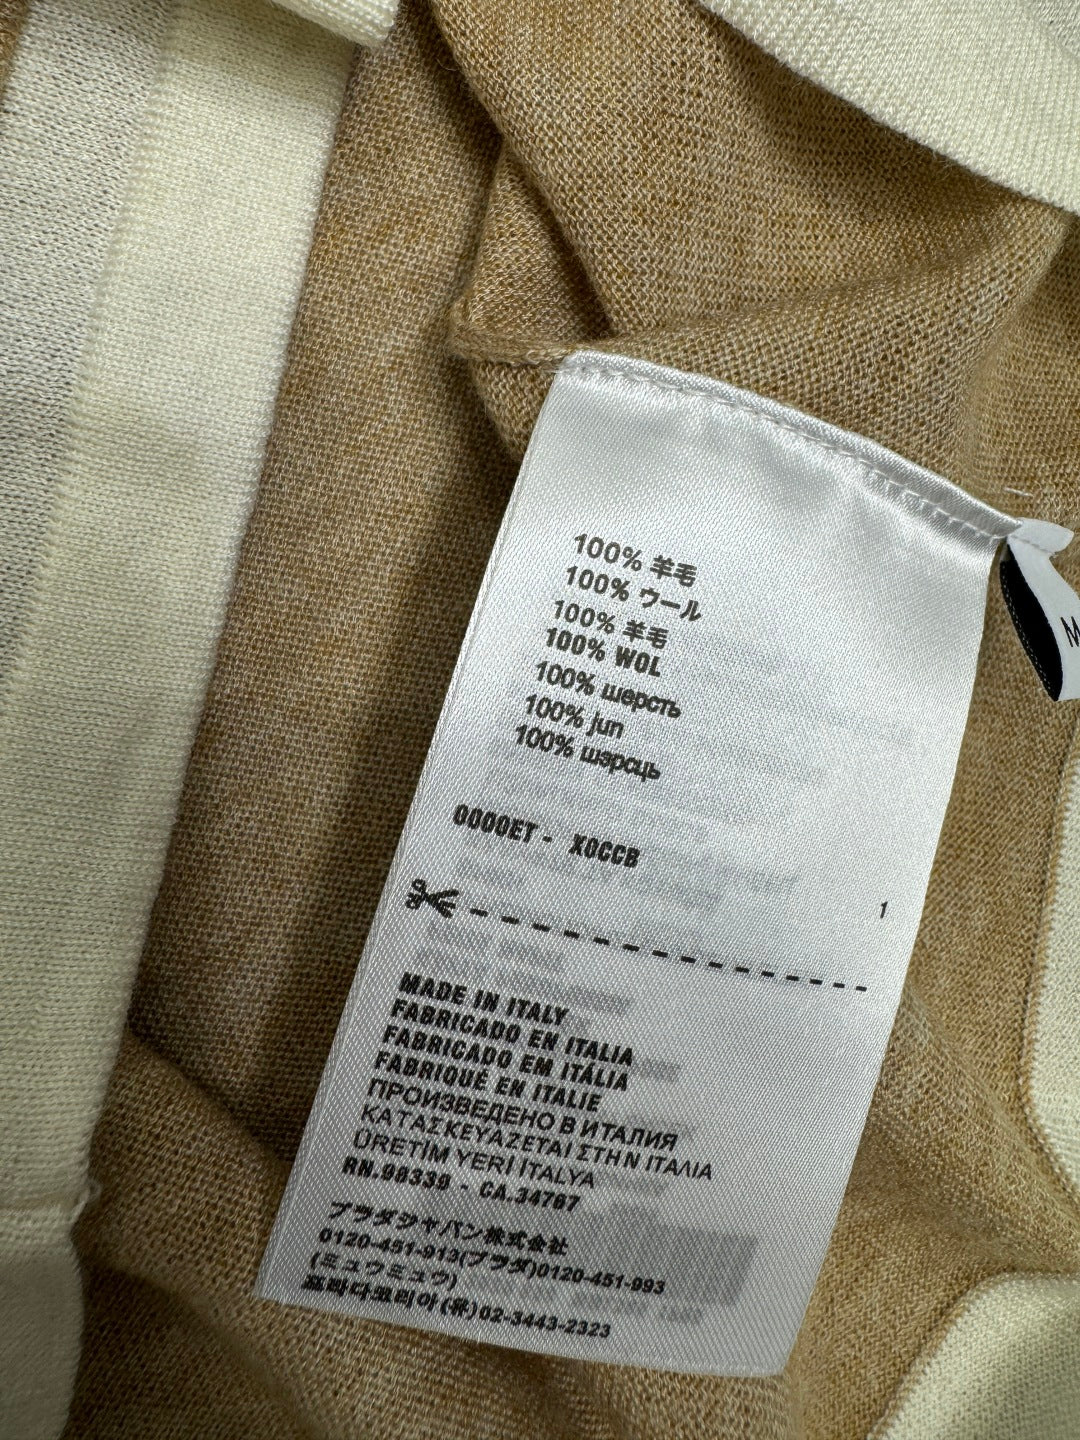 100% 羊毛
100% ウール
100% 羊毛
100% WOL
100% шерсть
100% jun
100% шэрсць
0000ET - X0CCB
1
MADE IN ITALY
FABRICADO EN ITALIA
FABRICADO EM ITÁLIA
FABRIQUÉ EN ITALIE
ПРОИЗВЕДЕНО В ИТАЛИЯ
ΚΑΤΑΣΚΕΥΑΖΕΤΑΙ ΣΤΗΝ ΙΤΑΛΙΑ
ÜRETİM YERİ İTALYA
RN.98339 - CA.34767
プラダジャパン株式会社
0120-451-913(プラダ)0120-451-993
(ミュウミュウ)
프라다코리아(유)02-3443-2323
M